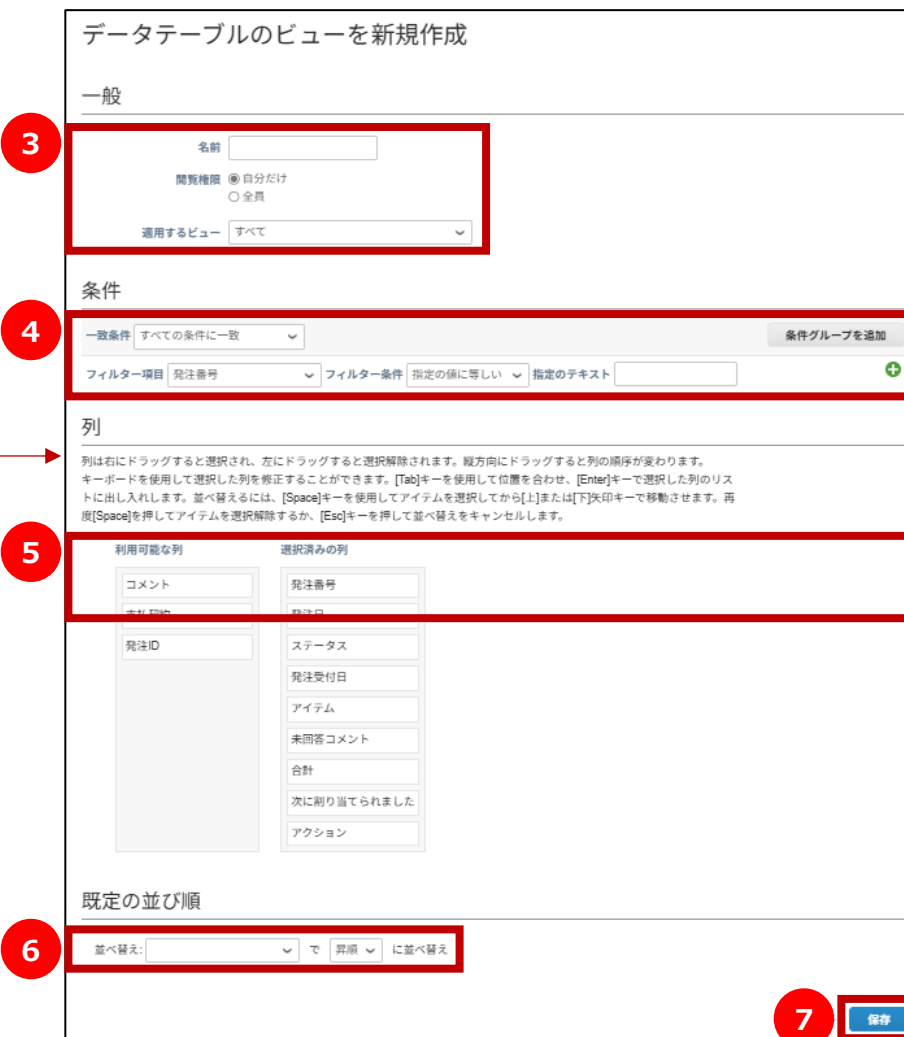 データテーブルのビューを新規作成
一般
3
名前
閲覧権限 自分だけ
全員
適用するビュー すべて
条件
4
一致条件 すべての条件に一致 条件グループを追加
フィルター項目 発注番号 フィルター条件 指定の値に等しい 指定のテキスト
列
列は右にドラッグすると選択され、左にドラッグすると選択解除されます。縦方向にドラッグすると列の順序が変わります。
キーボードを使用して選択した列を修正することができます。[Tab]キーを使用して位置を合わせ、[Enter]キーで選択した列のリス
トに出し入れします。並べ替えるには、[Space]キーを使用してアイテムを選択してから[上]または[下]矢印キーで移動させます。再
度[Space]を押してアイテムを選択解除するか、[Esc]キーを押して並べ替えをキャンセルします。
5
利用可能な列 選択済みの列
コメント 発注番号
支払契約 発注日
発注ID ステータス
発注受付日
アイテム
未回答コメント
合計
次に割り当てられました
アクション
既定の並び順
6
並べ替え: で 昇順 に並べ替え
7
保存